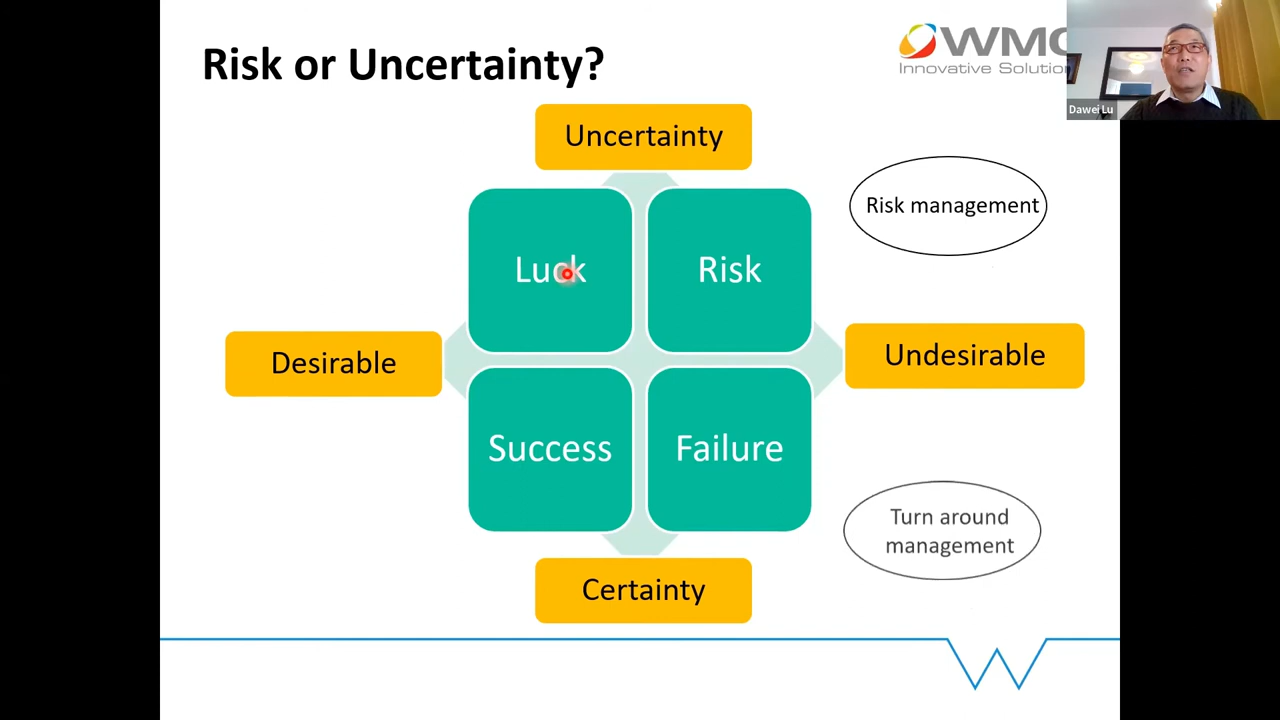 Risk or Uncertainty?
WMG
Innovative Solution
Dawei Lu
Uncertainty
Risk management
Luck
Risk
Desirable
Undesirable
Success
Failure
Turn around
management
Certainty